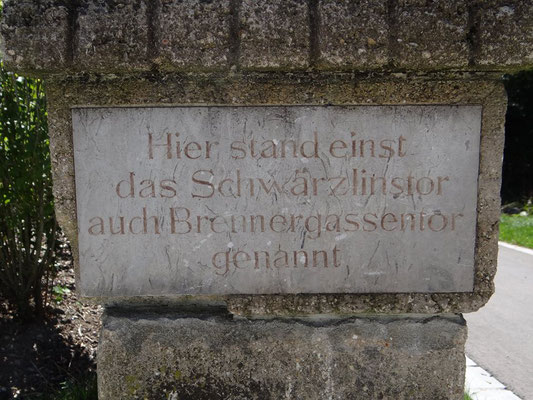 Hier stand einst
das Schwärzlinstor
auch Brennergassentor
genannt